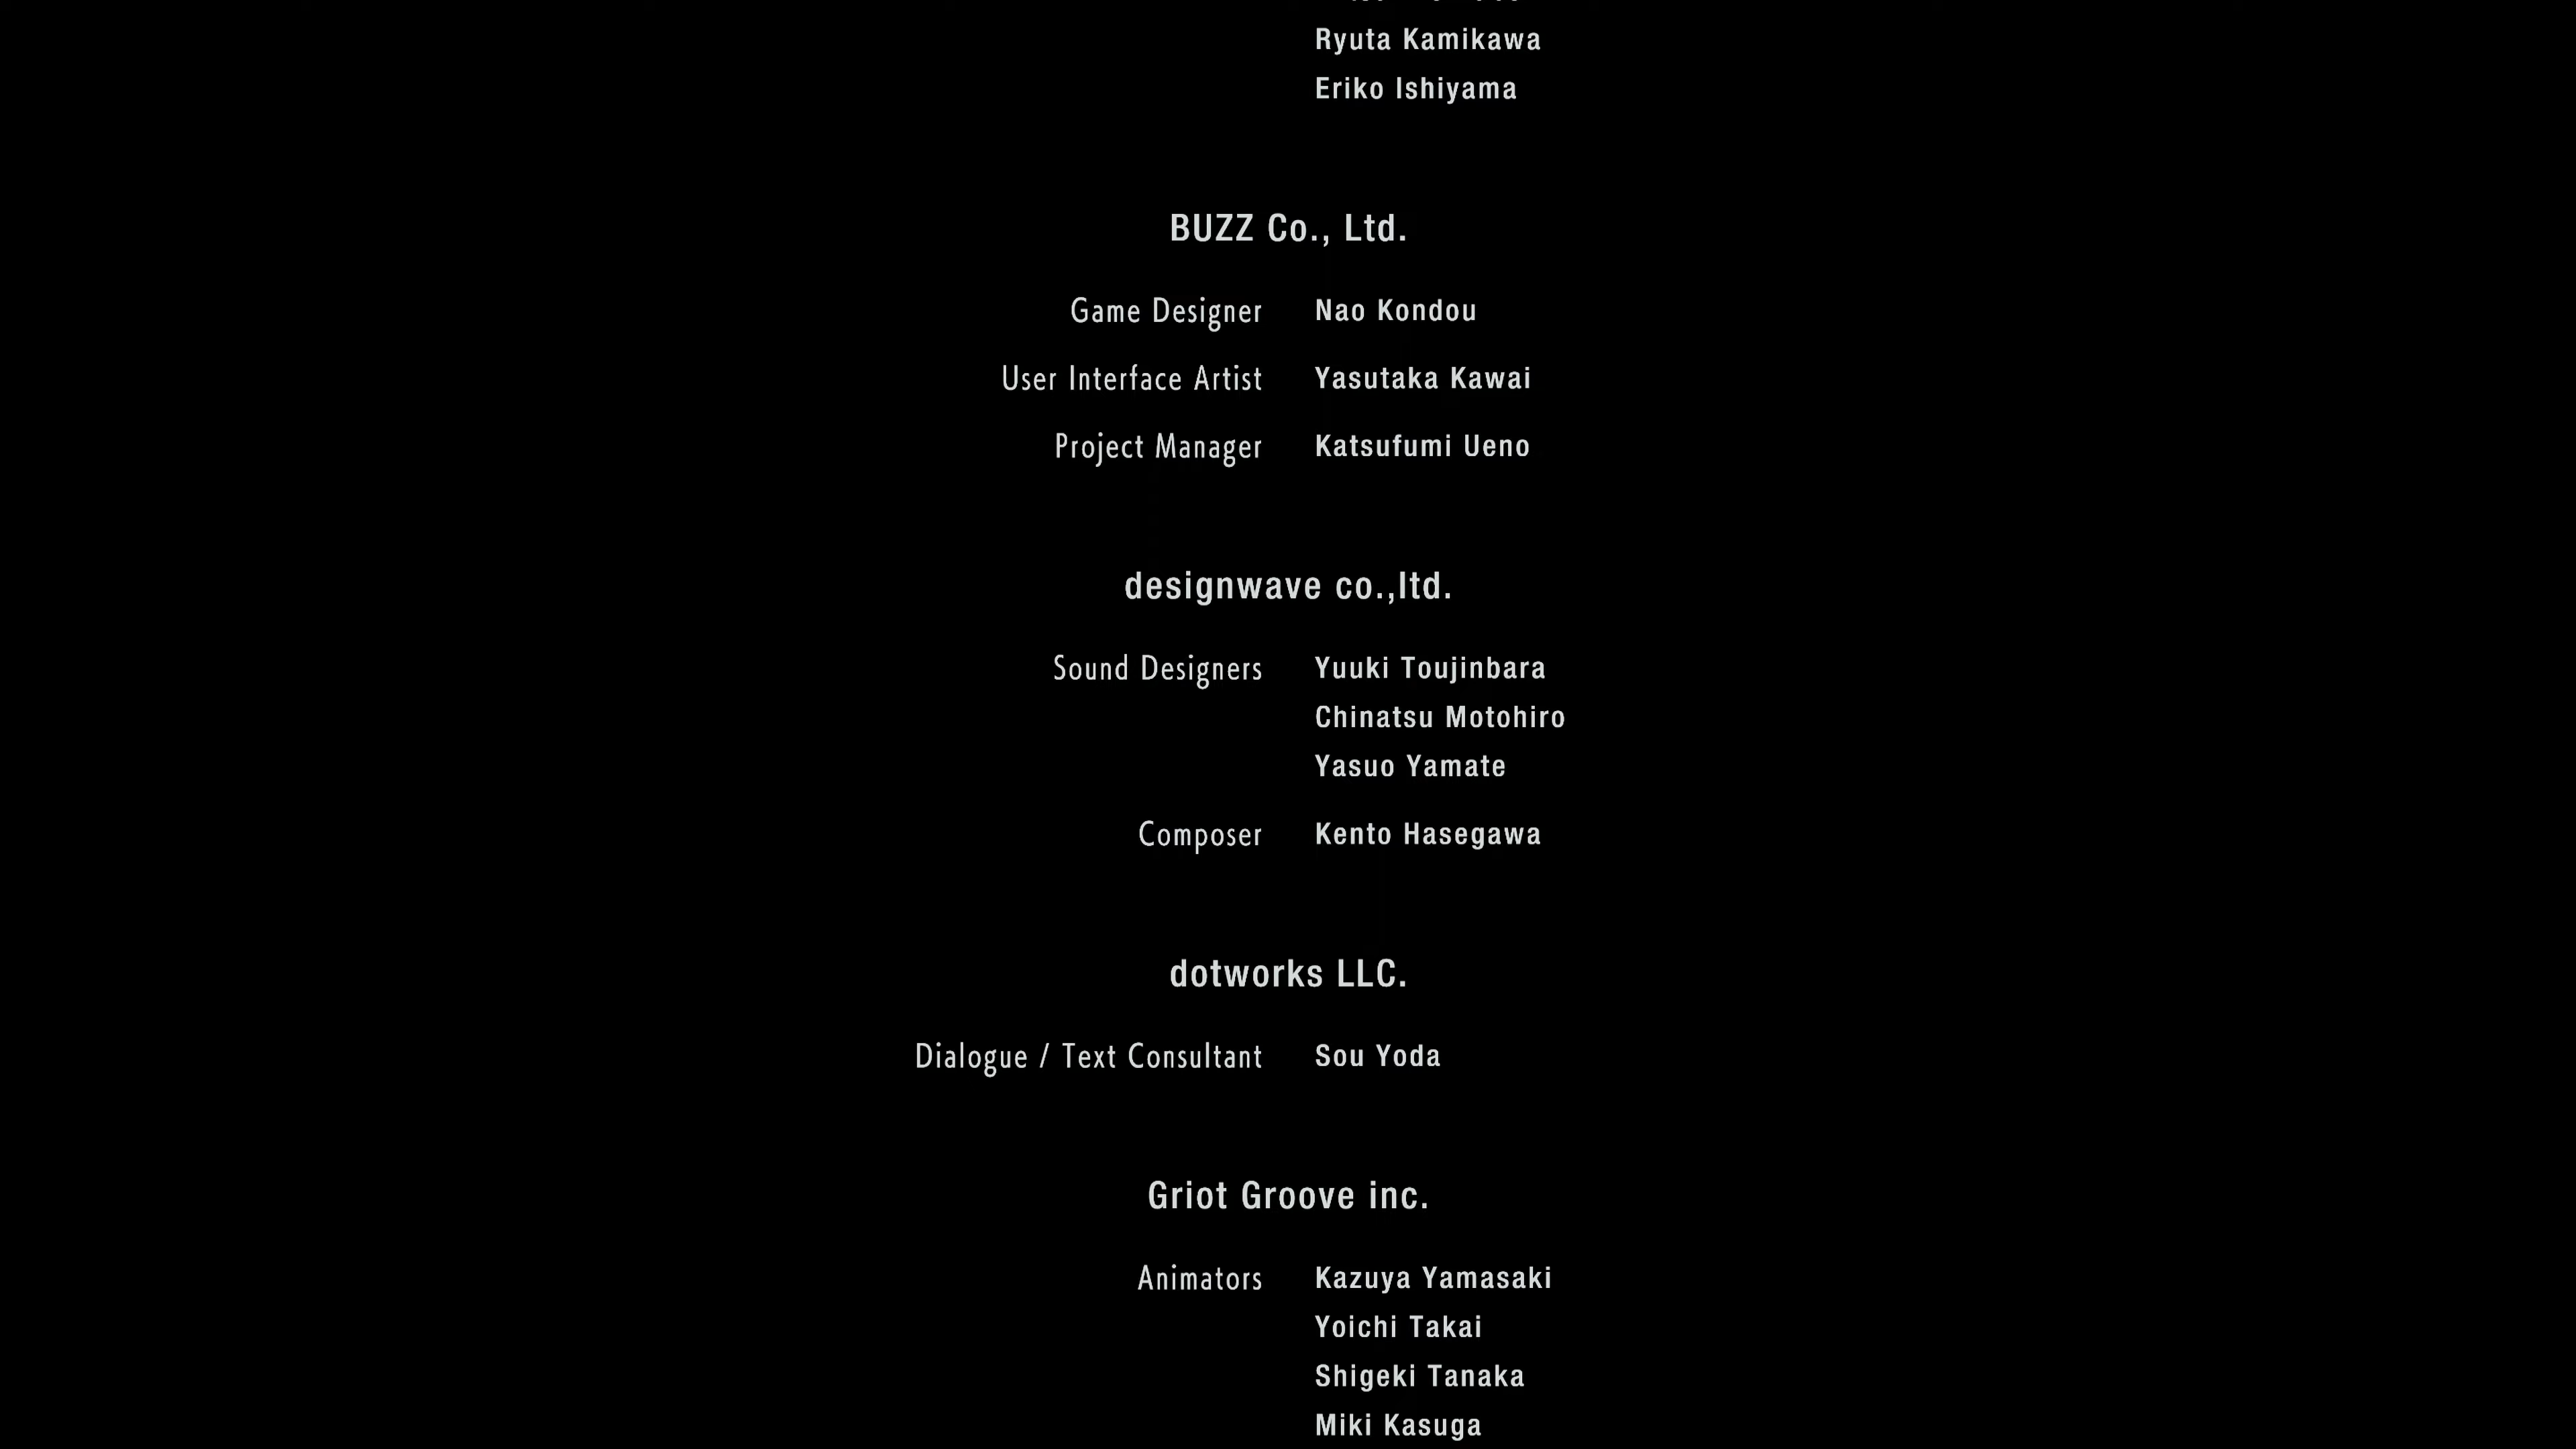 Ryuta Kamikawa
Eriko Ishiyama
BUZZ Co., Ltd.
Game Designer Nao Kondou
User Interface Artist Yasutaka Kawai
Project Manager Katsufumi Ueno
designwave co.,ltd.
Sound Designers Yuuki Toujinbara
Chinatsu Motohiro
Yasuo Yamate
Composer Kento Hasegawa
dotworks LLC.
Dialogue / Text Consultant Sou Yoda
Griot Groove inc.
Animators Kazuya Yamasaki
Yoichi Takai
Shigeki Tanaka
Miki Kasuga